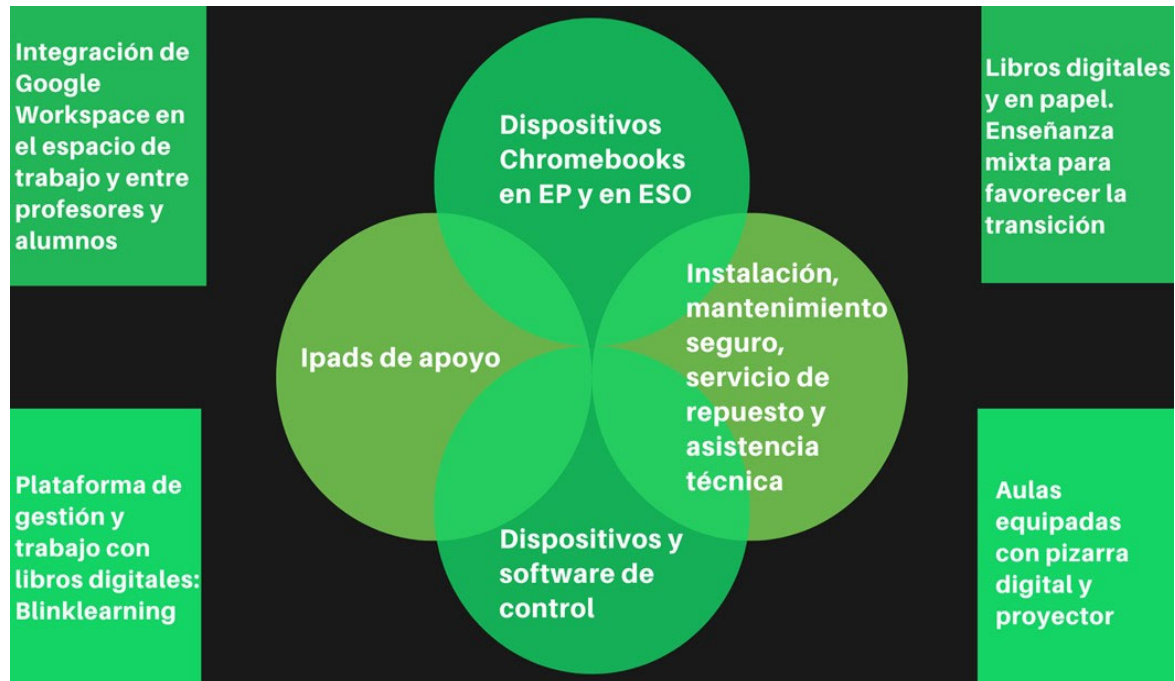 Integración de
Google
Workspace en
el espacio de
trabajo y entre
profesores y
alumnos
Dispositivos
Chromebooks
en EP y en ESO
Libros digitales
y en papel.
Enseñanza
mixta para
favorecer la
transición
Ipads de apoyo
Instalación,
mantenimiento
seguro,
servicio de
repuesto y
asistencia
técnica
Plataforma de
gestión y
trabajo con
libros digitales:
Blinklearning
Dispositivos y
software de
control
Aulas
equipadas
con pizarra
digital y
proyector